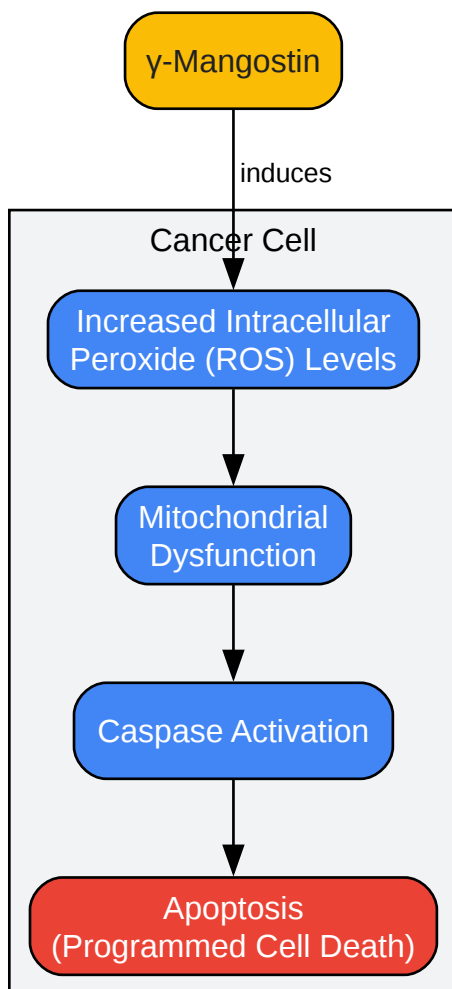 γ-Mangostin
induces
Cancer Cell
Increased Intracellular
Peroxide (ROS) Levels
Mitochondrial
Dysfunction
Caspase Activation
Apoptosis
(Programmed Cell Death)